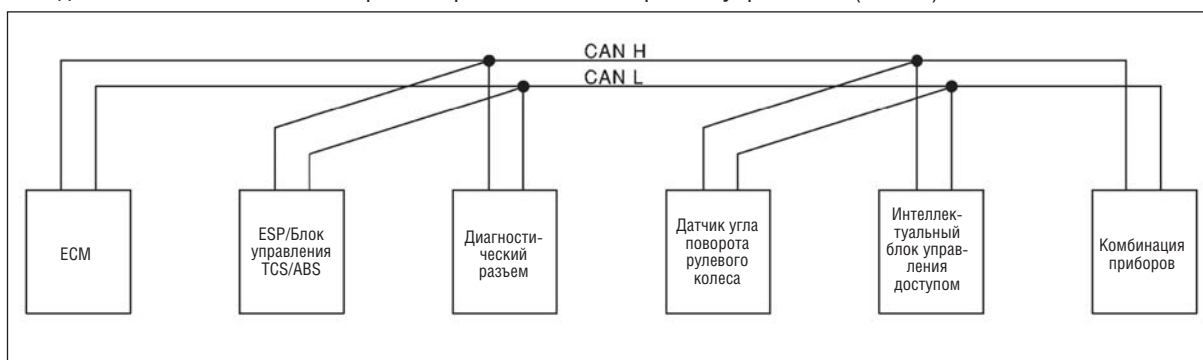 CAN H
CAN L
ECM
ESP/Блок
управления
TCS/ABS
Диагности-
ческий
разъем
Датчик угла
поворота
рулевого
колеса
Интеллек-
туальный
блок управ-
ления
доступом
Комбинация
приборов